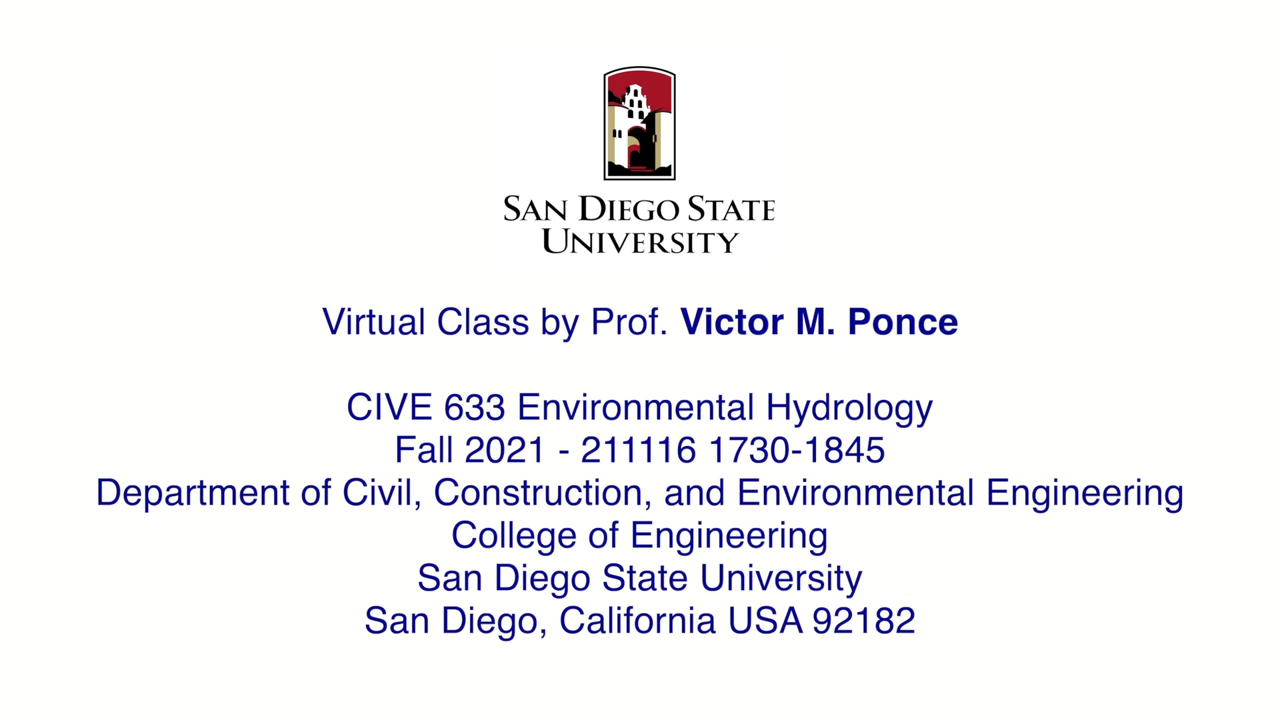 SAN DIEGO STATE
UNIVERSITY
Virtual Class by Prof. Victor M. Ponce
CIVE 633 Environmental Hydrology
Fall 2021 - 211116 1730-1845
Department of Civil, Construction, and Environmental Engineering
College of Engineering
San Diego State University
San Diego, California USA 92182